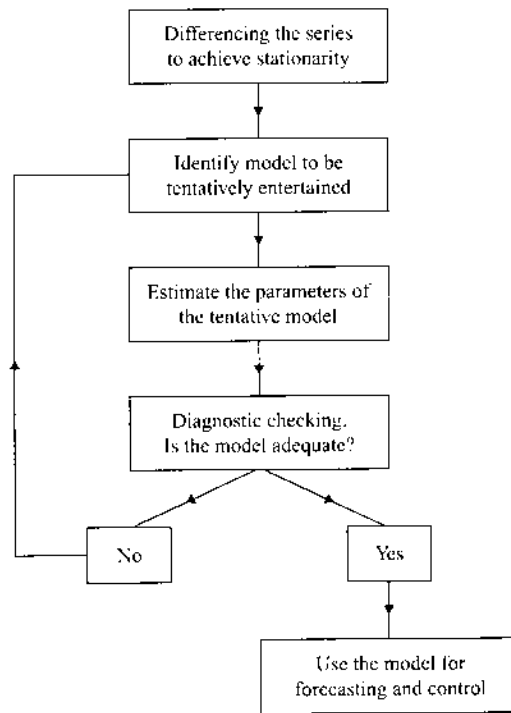 Differencing the series
to achieve stationarity
Identify model to be
tentatively entertained
Estimate the parameters of
the tentative model
Diagnostic checking.
Is the model adequate?
No
Yes
Use the model for
forecasting and control